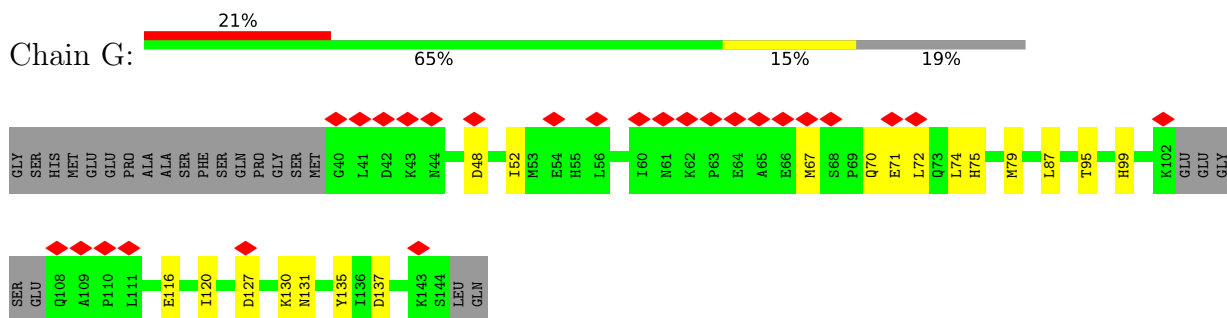 21%
Chain G:
65% 15% 19%
GLY SER HIS MET GLU GLU PRO ALA ALA SER PHE SER GLN PRO GLY SER MET G40 L41 D42 K43 N44 D48 I52 M53 E54 H55 L56 I60 N61 K62 P63 E64 A65 E66 M67 S68 P69 Q70 E71 L72 Q73 L74 H75 M79 L87 T95 H99 K102 GLU GLU GLY
SER GLU Q108 A109 P110 L111 E116 I120 D127 K130 N131 Y135 I136 D137 K143 S144 LEU GLN